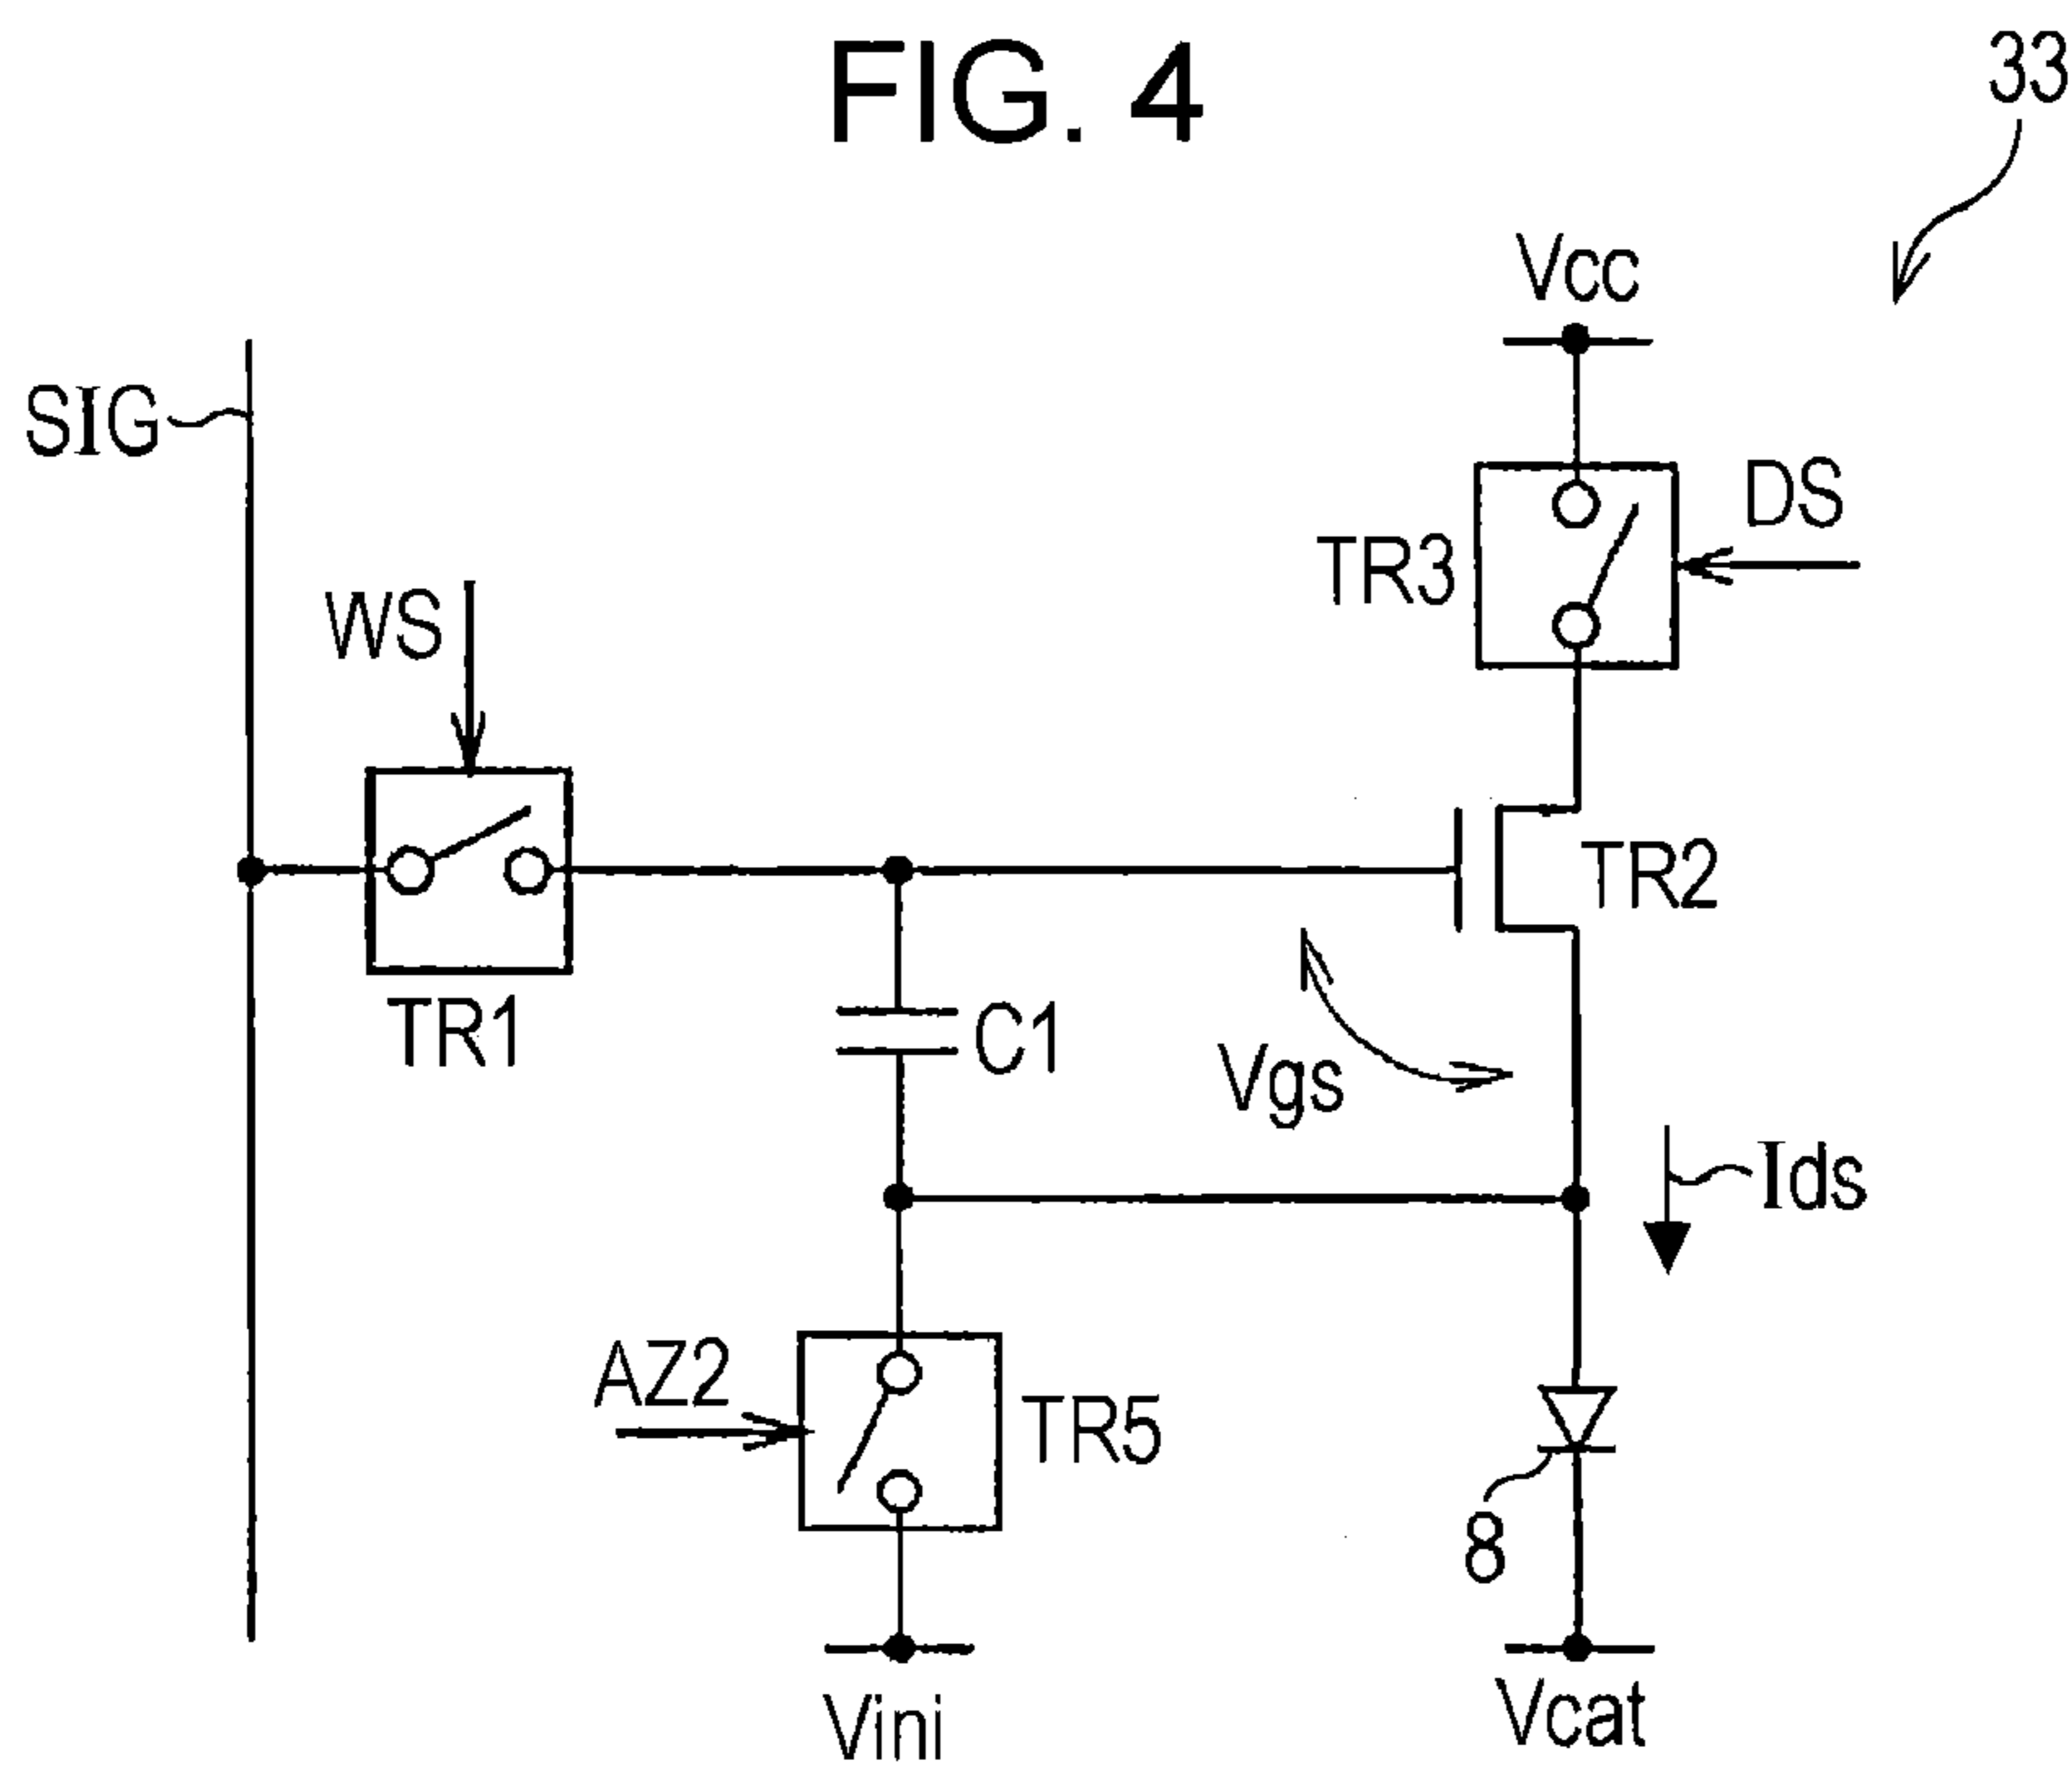 FIG. 4
33
Vcc
SIG
DS
TR3
WS
TR2
TR1
C1
Vgs
Ids
AZ2
TR5
8
Vini
Vcat